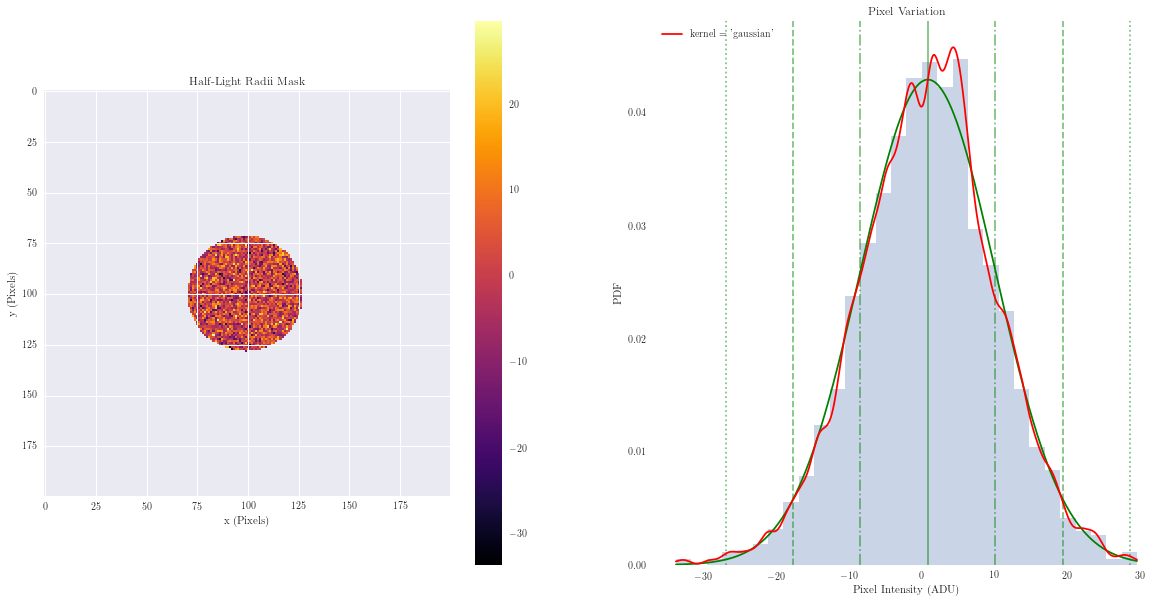 Half-Light Radii Mask
0
25
50
75
100
125
150
175
y (Pixels)
0 25 50 75 100 125 150 175
x (Pixels)
20
10
0
−10
−20
−30
Pixel Variation
kernel = 'gaussian'
0.04
0.03
0.02
0.01
0.00
PDF
−30 −20 −10 0 10 20 30
Pixel Intensity (ADU)